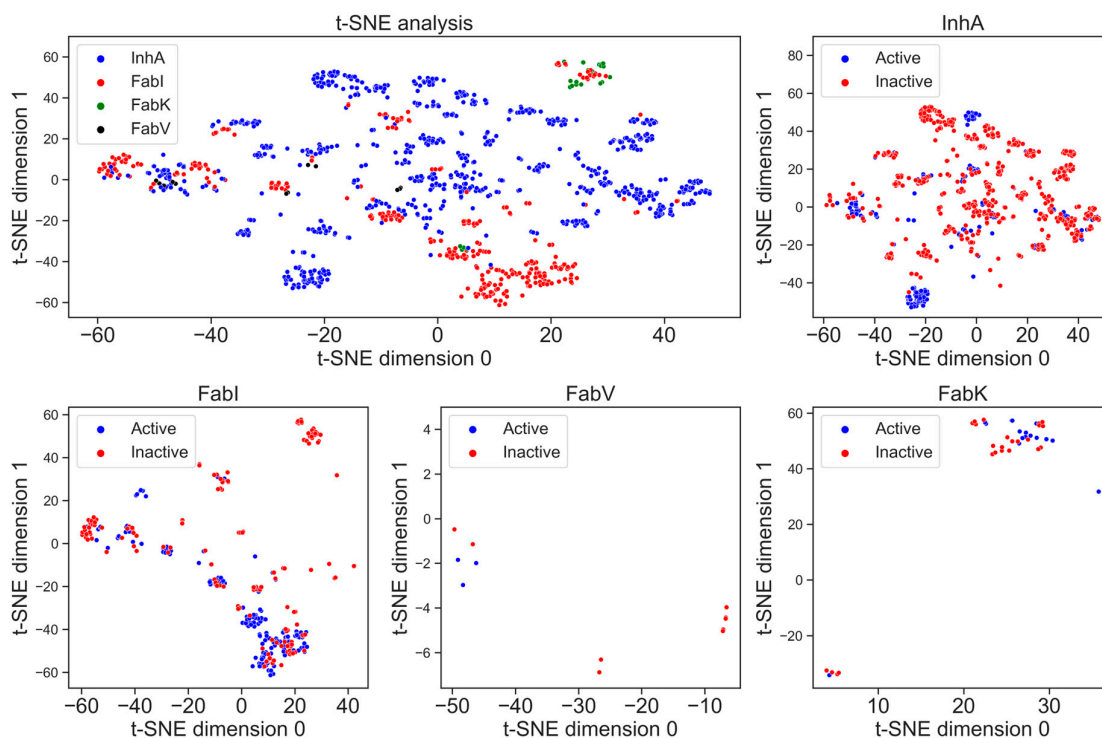 t-SNE analysis
InhA
FabI
FabK
FabV
60
40
20
0
−20
−40
−60
t-SNE dimension 1
−60 −40 −20 0 20 40
t-SNE dimension 0
InhA
Active
Inactive
80
60
40
20
0
−20
−40
t-SNE dimension 1
−60 −40 −20 0 20 40
t-SNE dimension 0
FabI
Active
Inactive
60
40
20
0
−20
−40
−60
t-SNE dimension 1
−60 −40 −20 0 20 40
t-SNE dimension 0
FabV
Active
Inactive
4
2
0
−2
−4
−6
t-SNE dimension 1
−50 −40 −30 −20 −10
t-SNE dimension 0
FabK
Active
Inactive
60
40
20
0
−20
t-SNE dimension 1
10 20 30
t-SNE dimension 0